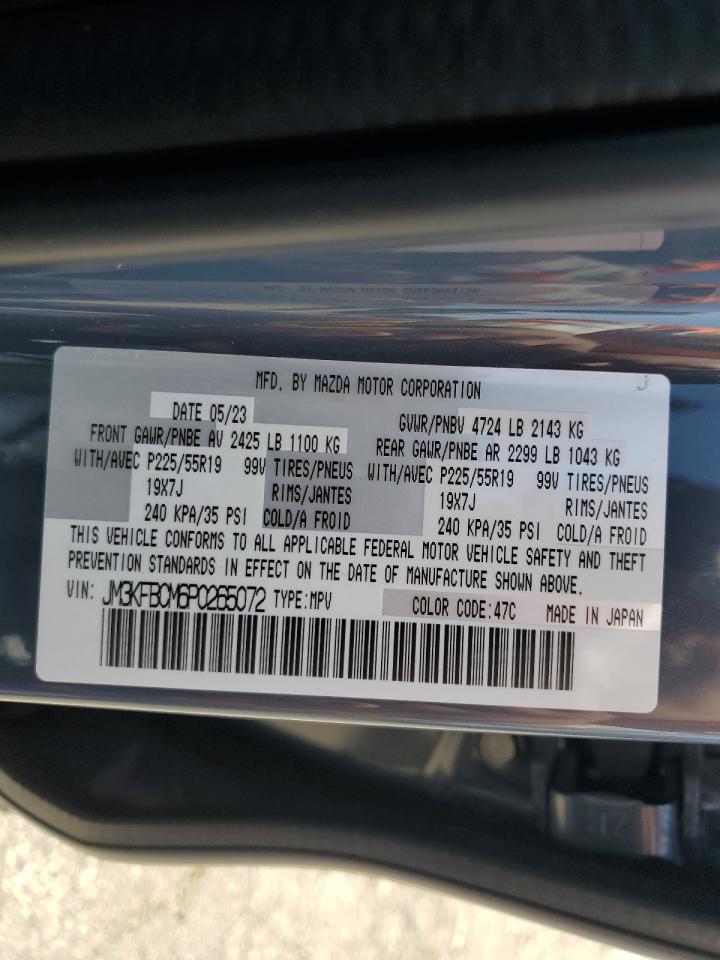 MFD. BY MAZDA MOTOR CORPORATION
MFD. BY MAZDA MOTOR CORPORATION J
DATE 05/23 GVWR/PNBV 4724 LB 2143 KG
FRONT GAWR/PNBE AV 2425 LB 1100 KG REAR GAWR/PNBE AR 2299 LB 1043 KG
WITH/AVEC P225/55R19 99V TIRES/PNEUS WITH/AVEC P225/55R19 99V TIRES/PNEUS
19X7J RIMS/JANTES 19X7J RIMS/JANTES
240 KPA/35 PSI COLD/A FROID 240 KPA/35 PSI COLD/A FROID
THIS VEHICLE CONFORMS TO ALL APPLICABLE FEDERAL MOTOR VEHICLE SAFETY AND THEFT
PREVENTION STANDARDS IN EFFECT ON THE DATE OF MANUFACTURE SHOWN ABOVE.
VIN: JM3KFBCM6P0265072 TYPE:MPV COLOR CODE:47C MADE IN JAPAN